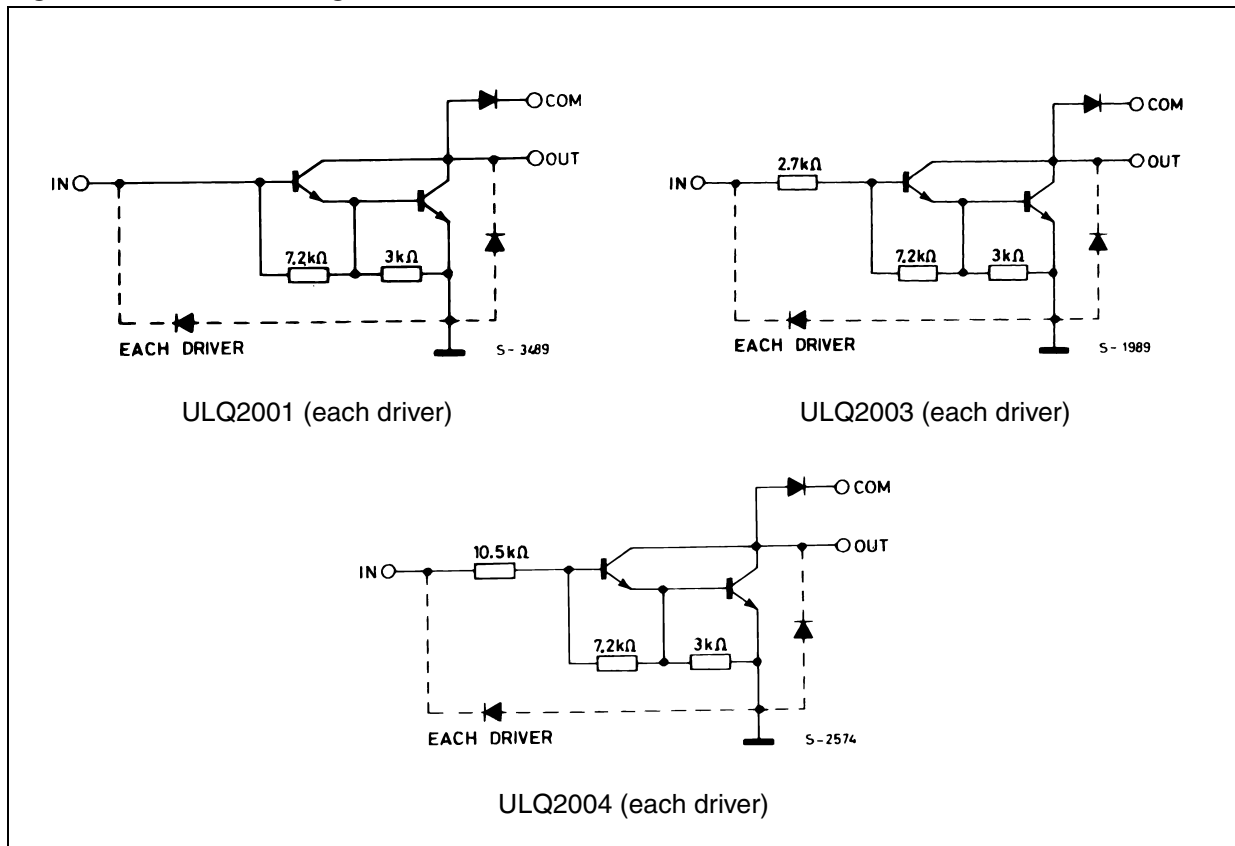 COM
OUT
IN
7.2kΩ
3kΩ
EACH DRIVER
S-3489
ULQ2001 (each driver)
COM
OUT
IN
2.7kΩ
7.2kΩ
3kΩ
EACH DRIVER
S-1989
ULQ2003 (each driver)
COM
OUT
IN
10.5kΩ
7.2kΩ
3kΩ
EACH DRIVER
S-2574
ULQ2004 (each driver)